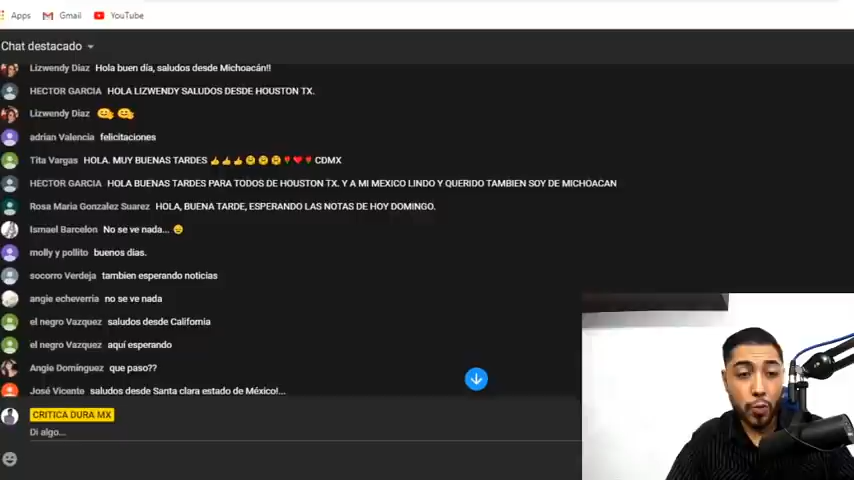 Apps Gmail YouTube
Chat destacado
Lizwendy Diaz Hola buen día, saludos desde Michoacán!!
HECTOR GARCIA HOLA LIZWENDY SALUDOS DESDE HOUSTON TX.
Lizwendy Diaz
adrian Valencia felicitaciones
Tita Vargas HOLA. MUY BUENAS TARDES 👍👍👍😊😊😊🌹❤️🌹 CDMX
HECTOR GARCIA HOLA BUENAS TARDES PARA TODOS DE HOUSTON TX. Y A MI MEXICO LINDO Y QUERIDO TAMBIEN SOY DE MICHOACAN
Rosa Maria Gonzalez Suarez HOLA, BUENA TARDE, ESPERANDO LAS NOTAS DE HOY DOMINGO.
Ismael Barcelon No se ve nada...
molly y pollito buenos días.
socorro Verdeja tambien esperando noticias
angie echeverria no se ve nada
el negro Vazquez saludos desde California
el negro Vazquez aquí esperando
Angie Domínguez que paso??
José Vicente saludos desde Santa clara estado de México!...
CRITICA DURA MX
Di algo...